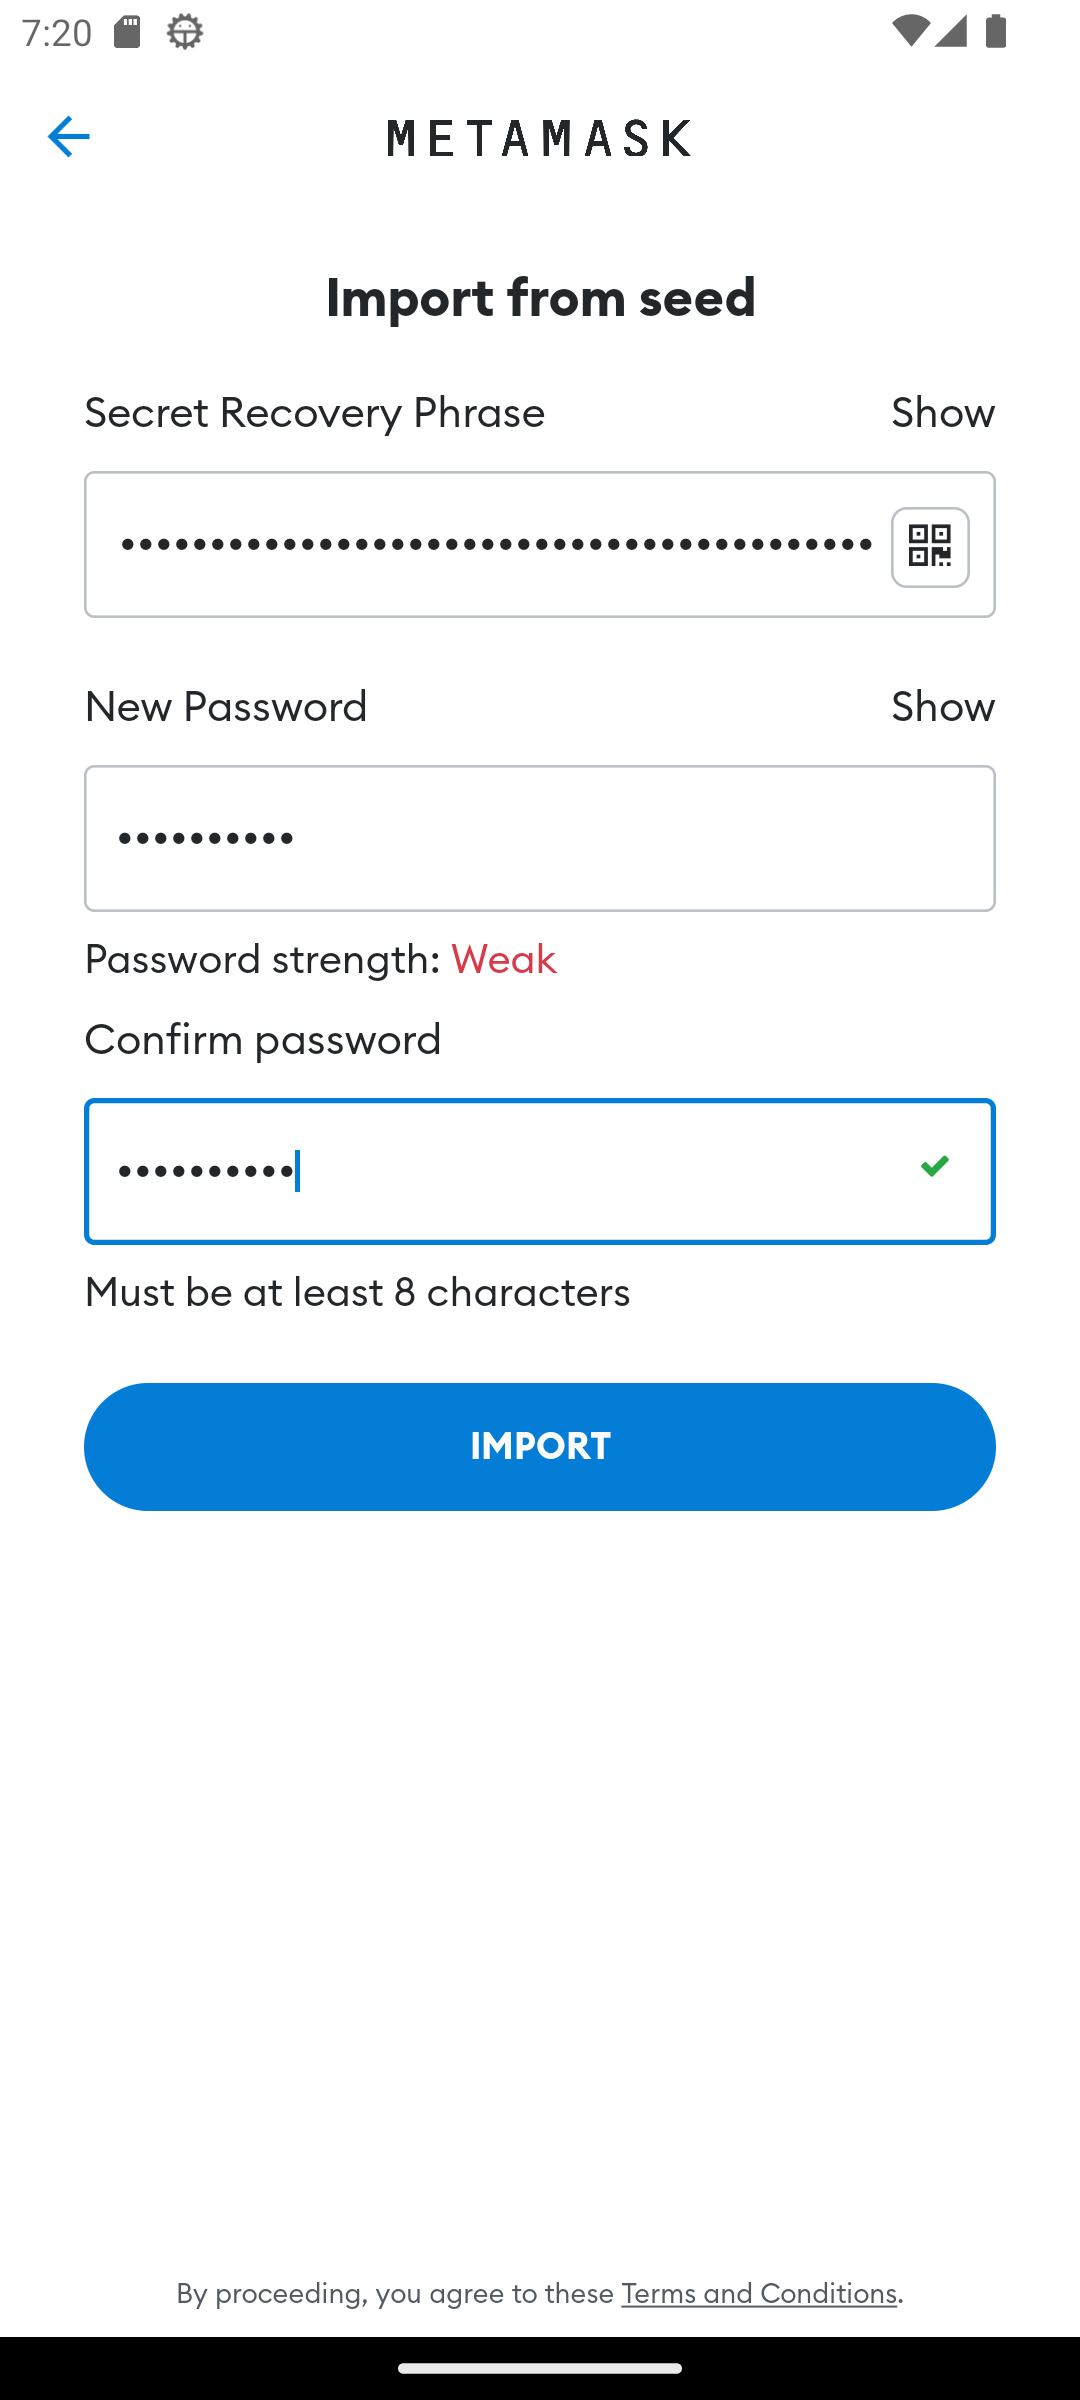 7:20
METAMASK
Import from seed
Secret Recovery Phrase Show
••••••••••••••••••••••••••••••••••••••••••
New Password Show
••••••••••
Password strength: Weak
Confirm password
••••••••••
Must be at least 8 characters
IMPORT
By proceeding, you agree to these Terms and Conditions.